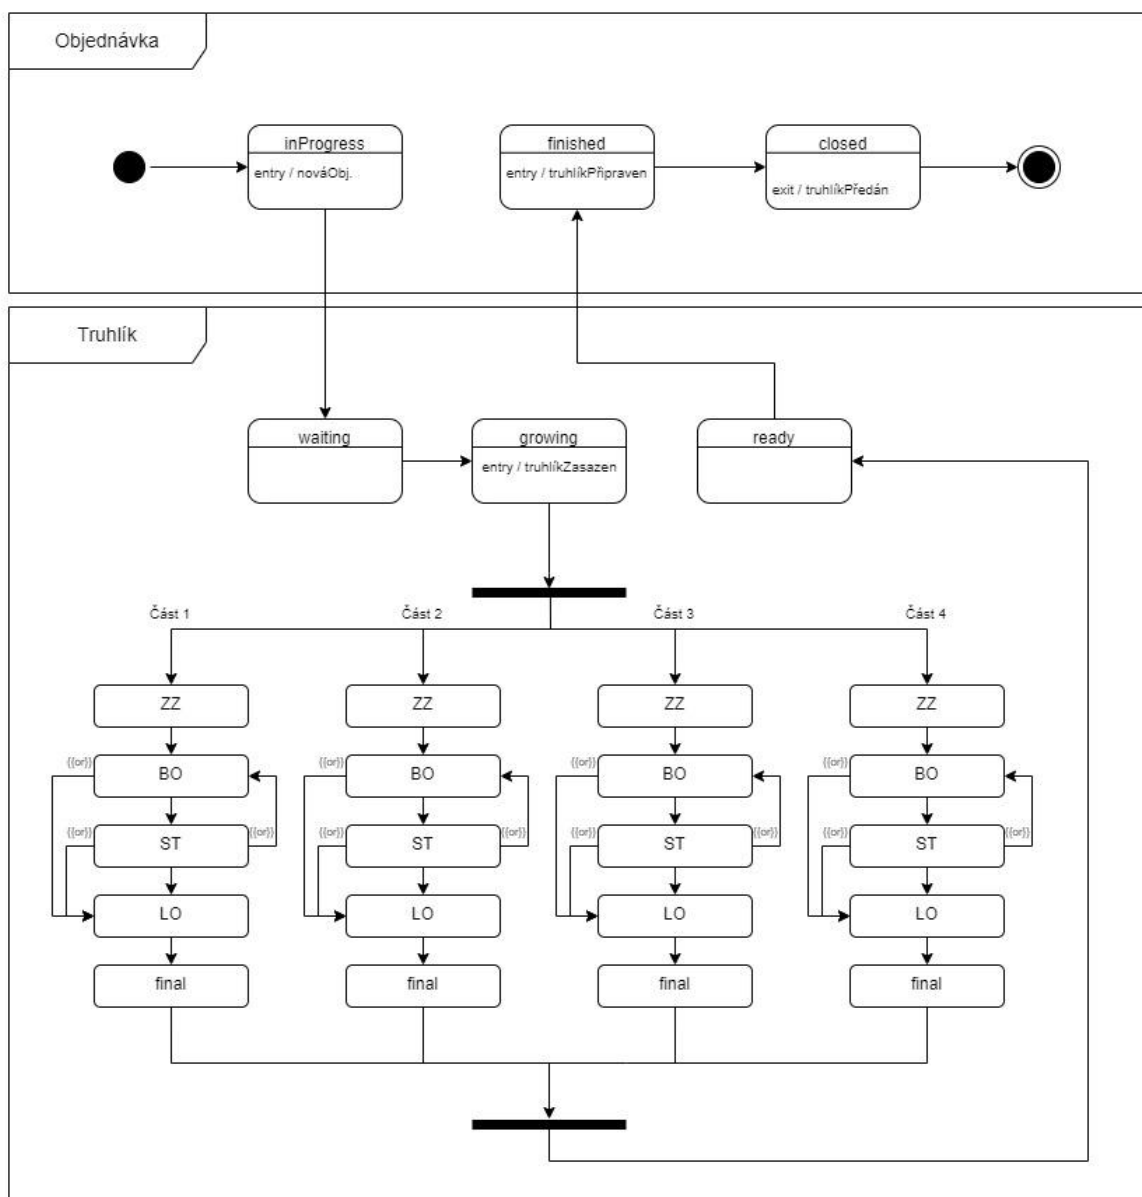 Objednávka
inProgress
entry / nováObj.
finished
entry / truhlíkPřipraven
closed
exit / truhlíkPředán
Truhlík
waiting
growing
entry / truhlíkZasazen
ready
Část 1 Část 2 Část 3 Část 4
ZZ ZZ ZZ ZZ
{{or}} {{or}} {{or}} {{or}}
BO BO BO BO
{{or}} {{or}} {{or}} {{or}} {{or}} {{or}} {{or}} {{or}}
ST ST ST ST
LO LO LO LO
final final final final